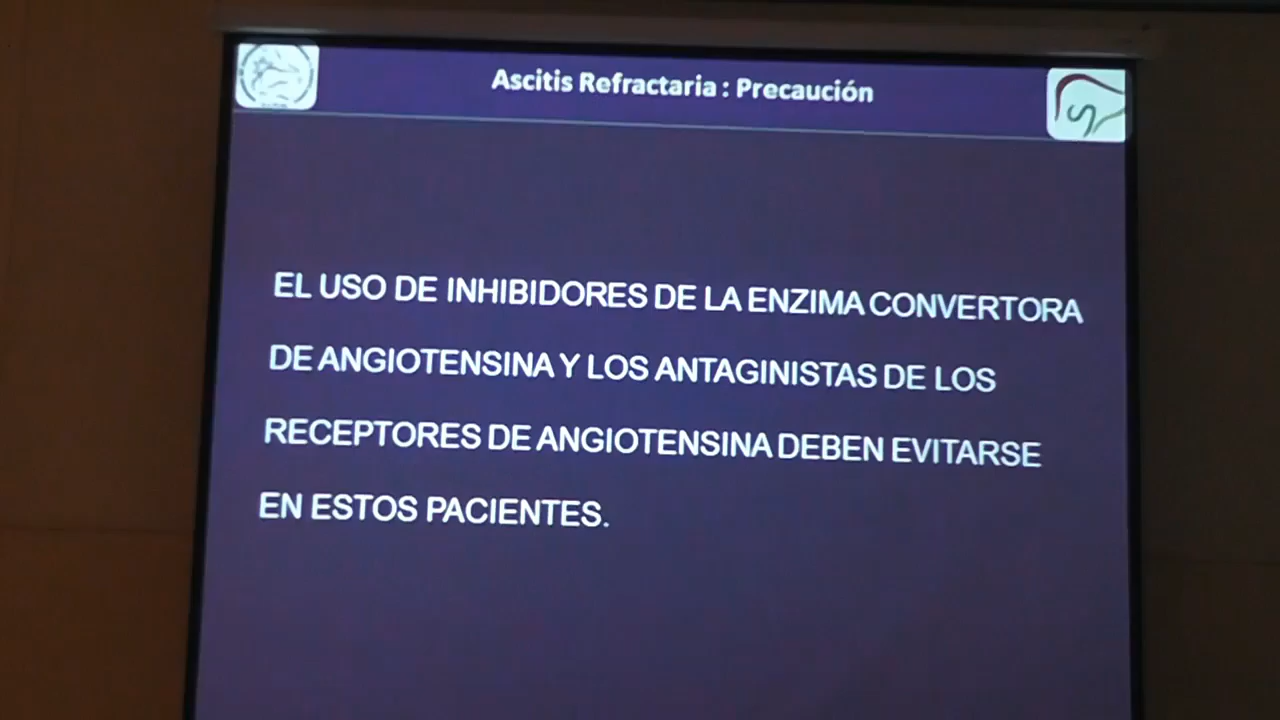 Ascitis Refractaria : Precaución
EL USO DE INHIBIDORES DE LA ENZIMA CONVERTORA
DE ANGIOTENSINA Y LOS ANTAGINISTAS DE LOS
RECEPTORES DE ANGIOTENSINA DEBEN EVITARSE
EN ESTOS PACIENTES.